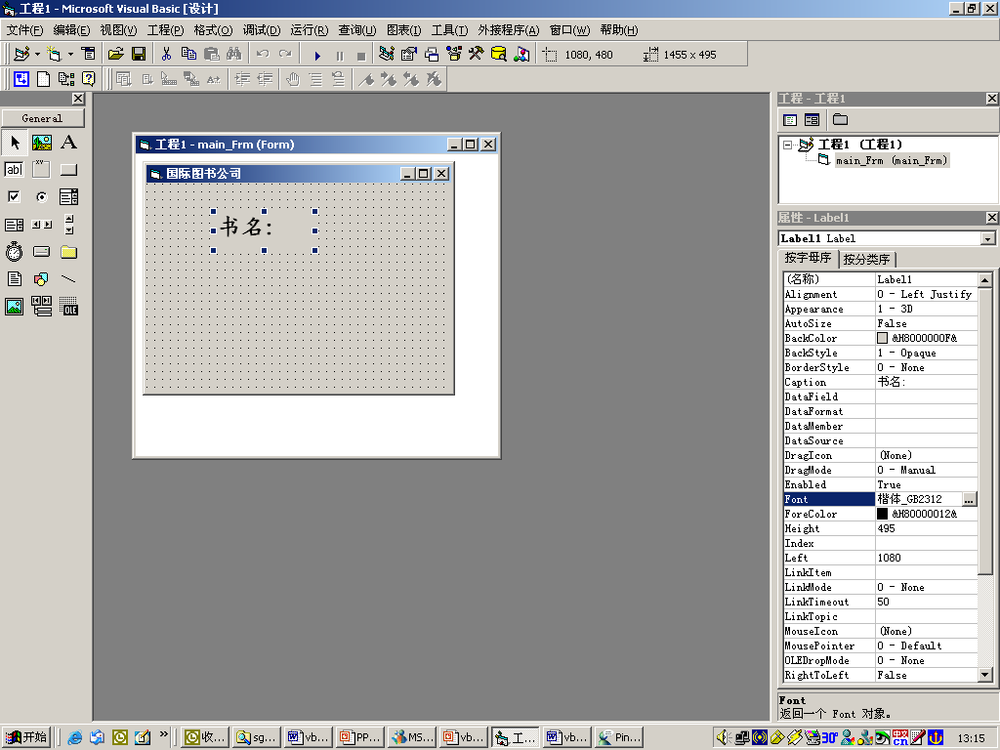 工程1 - Microsoft Visual Basic [设计]
文件(F) 编辑(E) 视图(V) 工程(P) 格式(O) 调试(D) 运行(R) 查询(U) 图表(I) 工具(T) 外接程序(A) 窗口(W) 帮助(H)
1080, 480 1455 x 495
General
A
ab|
xy
OLE
工程1 - main_Frm (Form)
国际图书公司
书名:
工程 - 工程1
工程1 (工程1)
main_Frm (main_Frm)
属性 - Label1
Label1 Label
按字母序 按分类序
(名称) Label1
Alignment 0 - Left Justify
Appearance 1 - 3D
AutoSize False
BackColor &H8000000F&
BackStyle 1 - Opaque
BorderStyle 0 - None
Caption 书名:
DataField
DataFormat
DataMember
DataSource
DragIcon (None)
DragMode 0 - Manual
Enabled True
Font 楷体_GB2312 ...
ForeColor &H80000012&
Height 495
Index
Left 1080
LinkItem
LinkMode 0 - None
LinkTimeout 50
LinkTopic
MouseIcon (None)
MousePointer 0 - Default
OLEDropMode 0 - None
RightToLeft False
Font
返回一个 Font 对象。
开始 » 收... sg... vb... PP... MS... vb... 工... vb... Pin... 30° 中文 CN 13:15